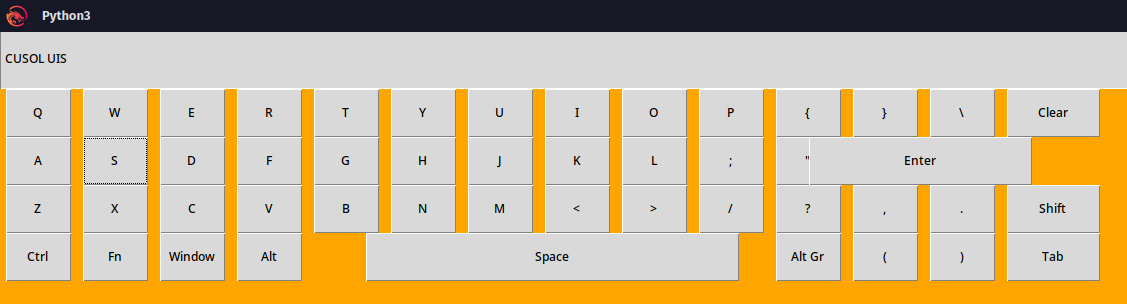 Python3
CUSOL UIS
Q W E R T Y U I O P { } \ Clear
A S D F G H J K L ; " Enter
Z X C V B N M < > / ? , . Shift
Ctrl Fn Window Alt Space Alt Gr ( ) Tab